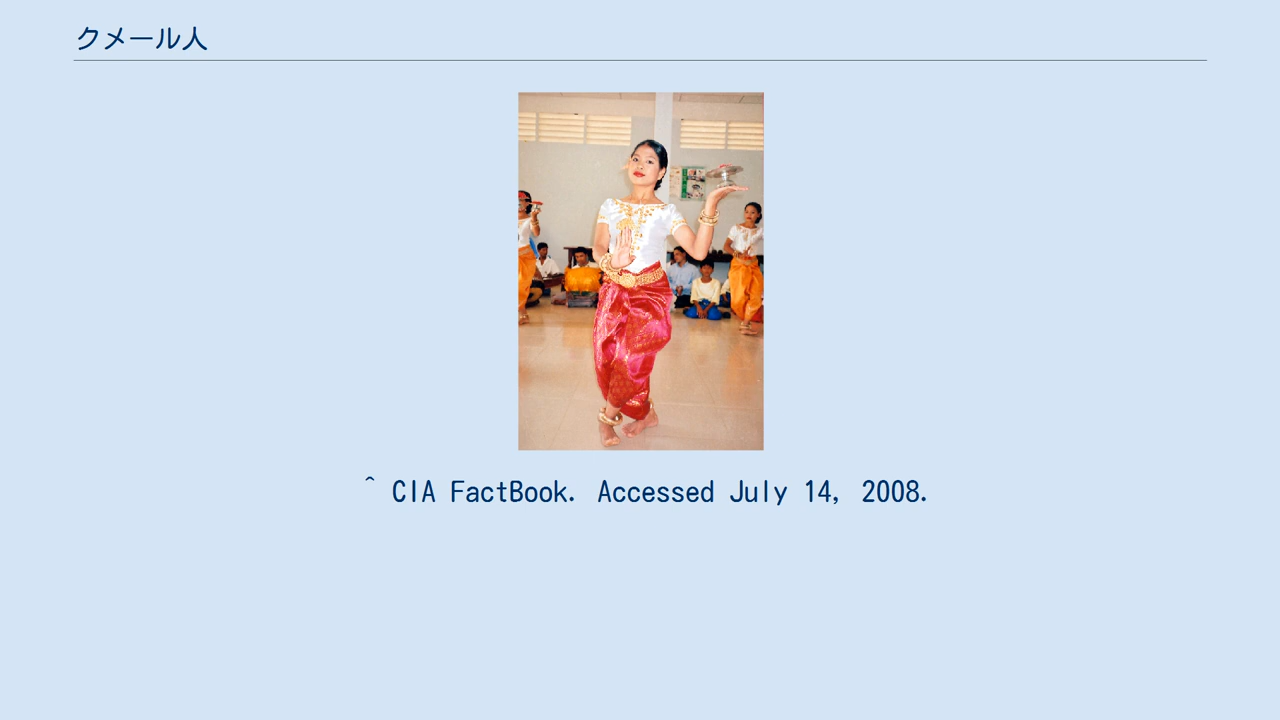 クメール人
^ CIA FactBook. Accessed July 14, 2008.